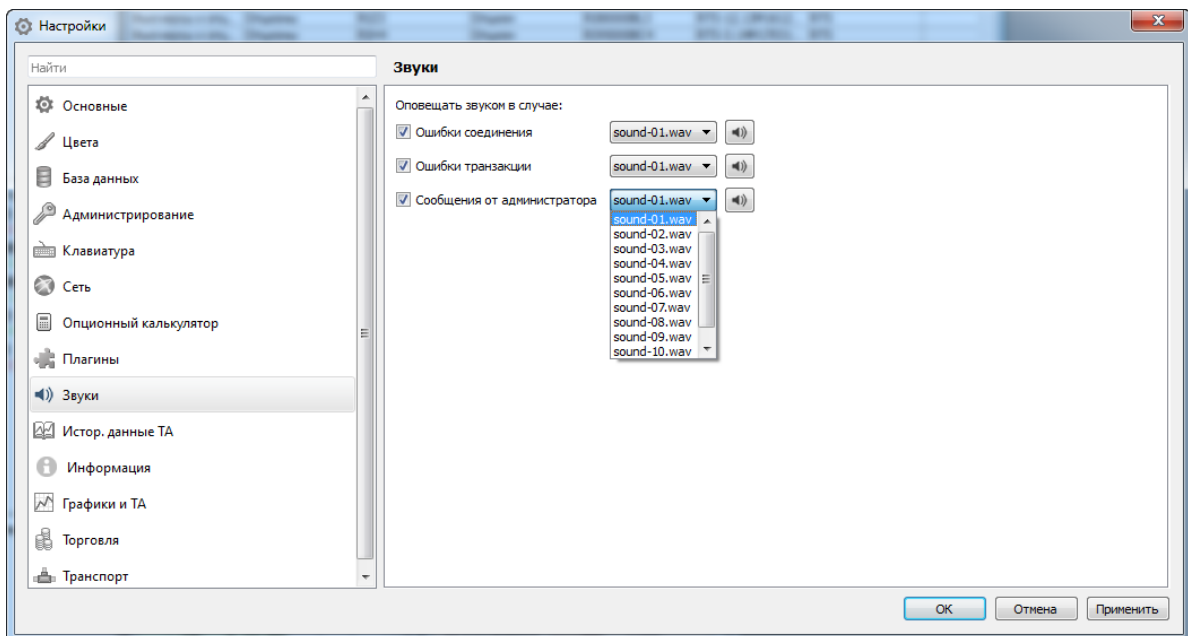 Настройки
Найти
Звуки
Основные
Цвета
База данных
Администрирование
Клавиатура
Сеть
Опционный калькулятор
Плагины
Звуки
Истор. данные ТА
Информация
Графики и ТА
Торговля
Транспорт
Оповещать звуком в случае:
Ошибки соединения sound-01.wav
Ошибки транзакции sound-01.wav
Сообщения от администратора sound-01.wav
sound-01.wav
sound-02.wav
sound-03.wav
sound-04.wav
sound-05.wav
sound-06.wav
sound-07.wav
sound-08.wav
sound-09.wav
sound-10.wav
OK Отмена Применить